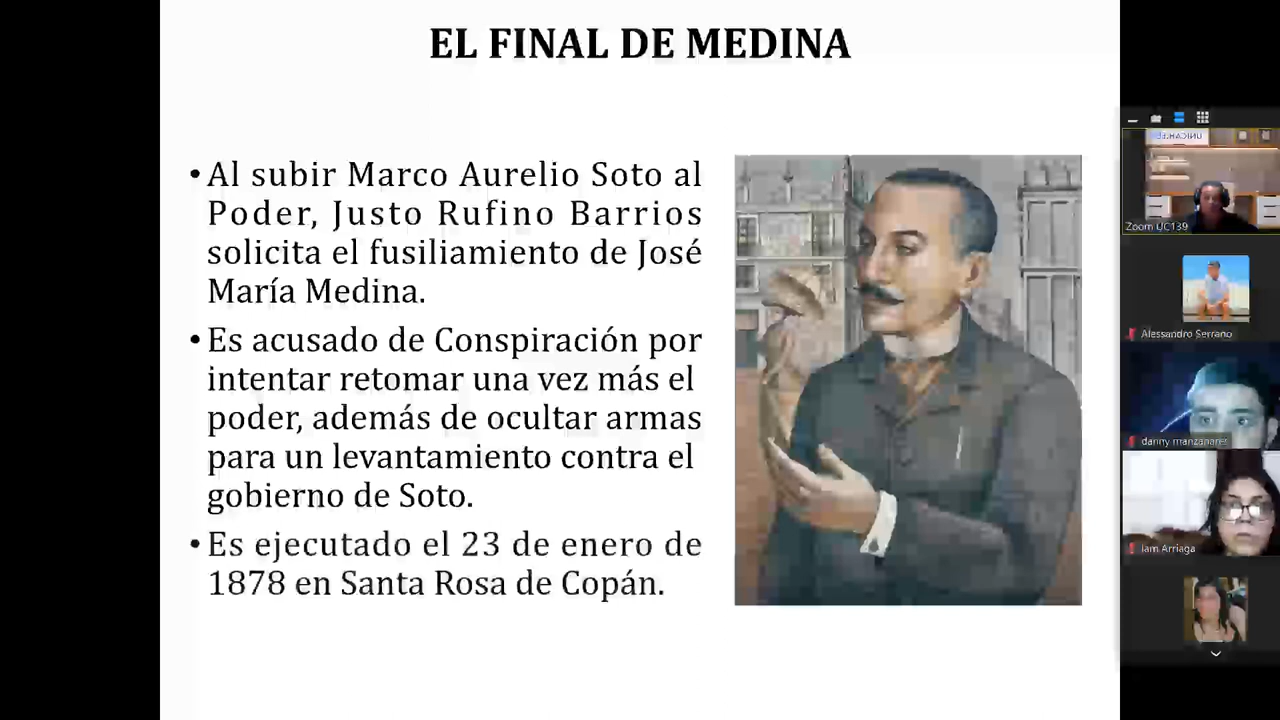 EL FINAL DE MEDINA
•Al subir Marco Aurelio Soto al
Poder, Justo Rufino Barrios
solicita el fusiliamiento de José
María Medina.
•Es acusado de Conspiración por
intentar retomar una vez más el
poder, además de ocultar armas
para un levantamiento contra el
gobierno de Soto.
•Es ejecutado el 23 de enero de
1878 en Santa Rosa de Copán.
Zoom UC139
Alessandro Serrano
danny manzanares
Iam Arriaga